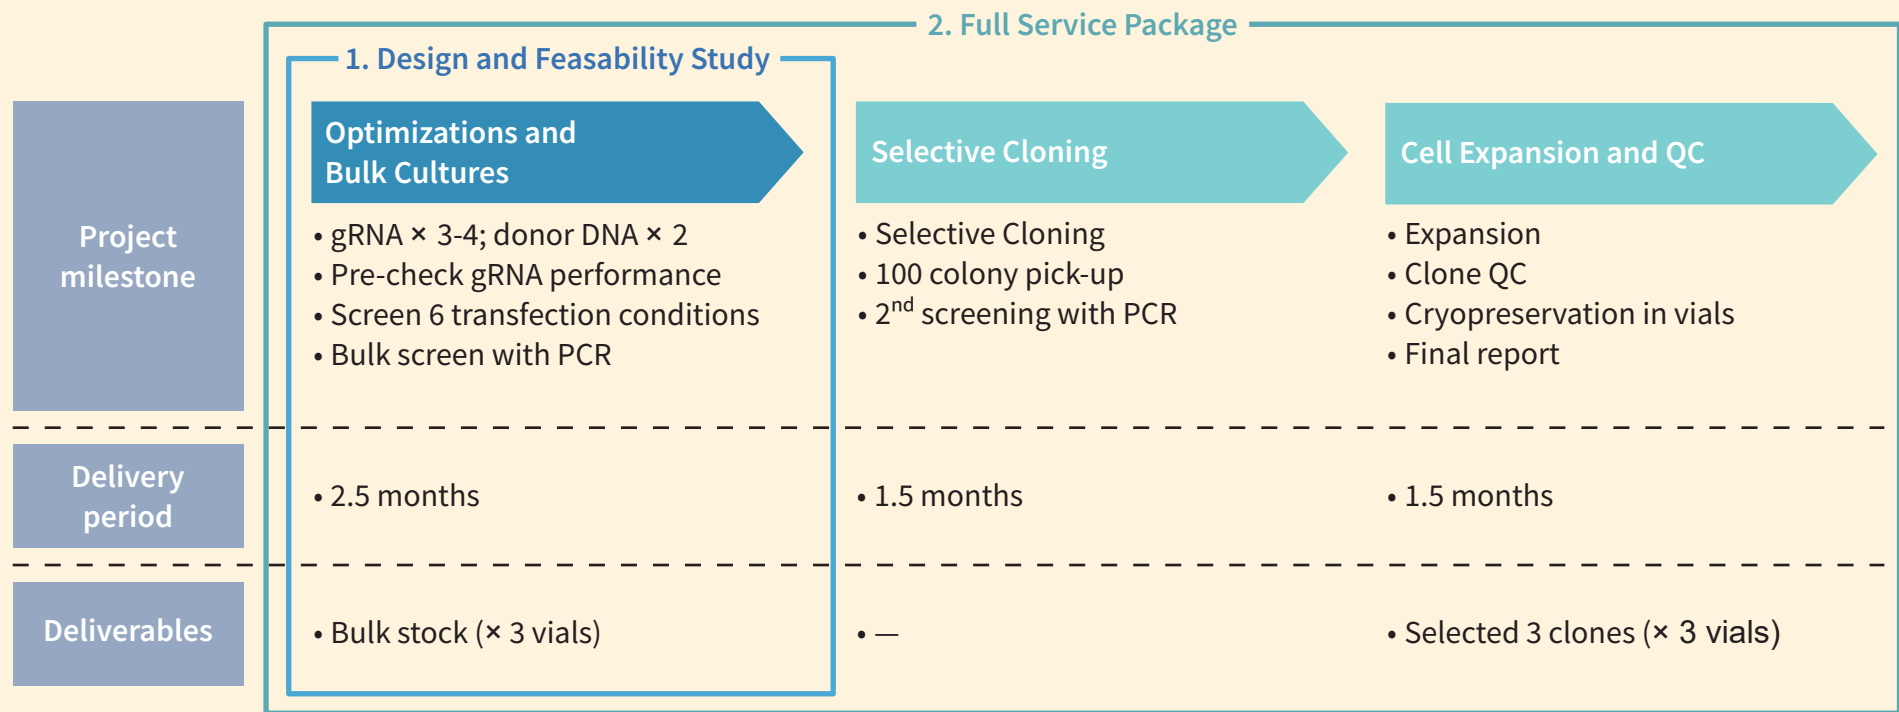 2. Full Service Package
1. Design and Feasability Study
Project
milestone
Optimizations and
Bulk Cultures
• gRNA × 3-4; donor DNA × 2
• Pre-check gRNA performance
• Screen 6 transfection conditions
• Bulk screen with PCR
Selective Cloning
• Selective Cloning
• 100 colony pick-up
• 2nd screening with PCR
Cell Expansion and QC
• Expansion
• Clone QC
• Cryopreservation in vials
• Final report
Delivery
period
• 2.5 months
• 1.5 months
• 1.5 months
Deliverables
• Bulk stock (× 3 vials)
• —
• Selected 3 clones (× 3 vials)